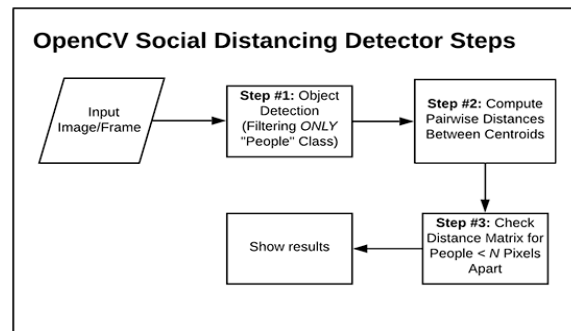 OpenCV Social Distancing Detector Steps
Input
Image/Frame
Step #1: Object
Detection
(Filtering ONLY
"People" Class)
Step #2: Compute
Pairwise Distances
Between Centroids
Step #3: Check
Distance Matrix for
People < N Pixels
Apart
Show results